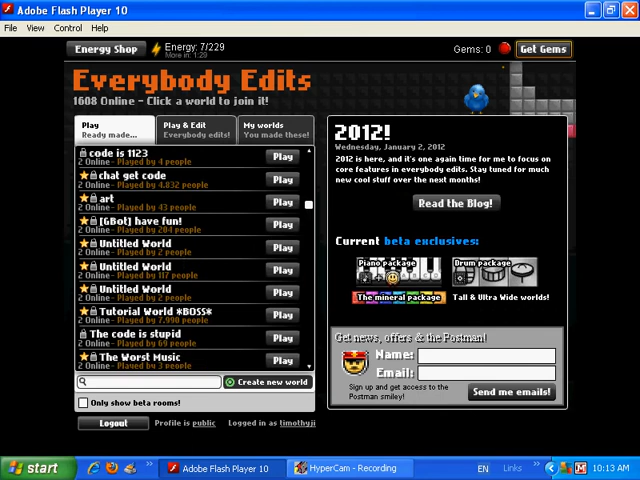 Adobe Flash Player 10
File View Control Help
Energy Shop
Energy: 7/229
More in: 1:29
Gems: 0
Get Gems
Everybody Edits
1608 Online - Click a world to join it!
Play
Ready made...
Play & Edit
Everybody edits!
My worlds
You made these!
code is 1123
2 Online - Played by 4 people
Play
chat get code
2 Online - Played by 4.832 people
Play
art
2 Online - Played by 43 people
Play
[GBot] have fun!
2 Online - Played by 204 people
Play
Untitled World
2 Online - Played by 2 people
Play
Untitled World
2 Online - Played by 117 people
Play
Untitled World
2 Online - Played by 2 people
Play
Tutorial World *BOSS*
2 Online - Played by 7.990 people
Play
The code is stupid
2 Online - Played by 69 people
Play
The Worst Music
2 Online - Played by 3 people
Play
Create new world
Only show beta rooms!
Logout
Profile is public
Logged in as timothyji
2012!
Wednesday, January 2, 2012
2012 is here, and it's one again time for me to focus on
core features in everybody edits. Stay tuned for much
new cool stuff over the next months!
Read the Blog!
Current beta exclusives:
Piano package
Drum package
The mineral package
Tall & Ultra Wide worlds!
Get news, offers & the Postman!
Name:
Email:
Sign up and get access to the
Postman smiley!
Send me emails!
start
Adobe Flash Player 10
HyperCam - Recording
EN
Links
10:13 AM